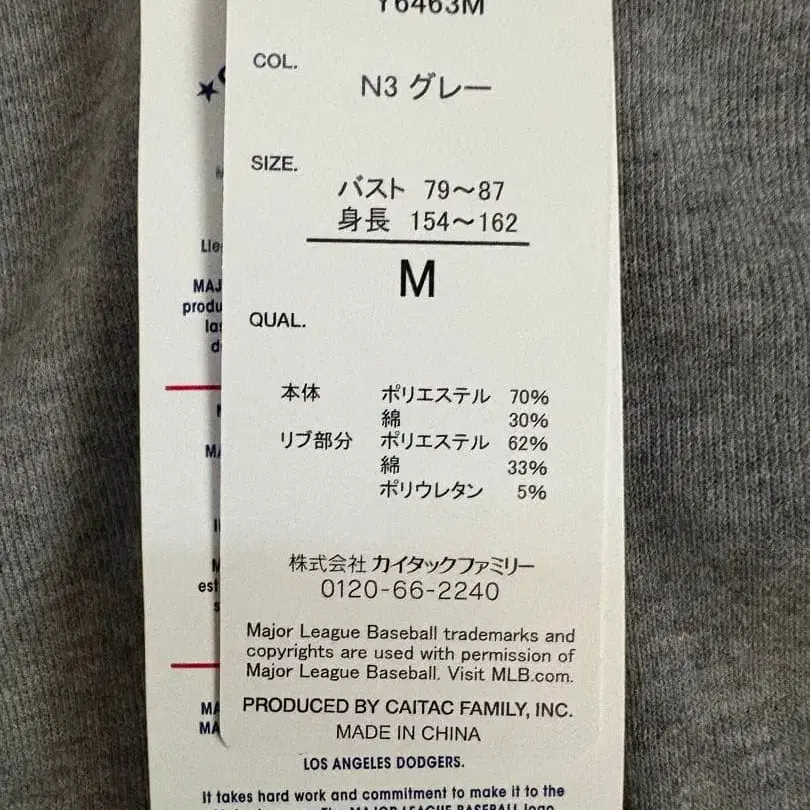 Y6463M
COL.
N3 グレー
SIZE.
バスト 79～87
身長 154～162
M
QUAL.
本体 ポリエステル 70%
綿 30%
リブ部分 ポリエステル 62%
綿 33%
ポリウレタン 5%
株式会社 カイタックファミリー
0120-66-2240
Major League Baseball trademarks and
copyrights are used with permission of
Major League Baseball. Visit MLB.com.
PRODUCED BY CAITAC FAMILY, INC.
MADE IN CHINA
LOS ANGELES DODGERS.
It takes hard work and commitment to make it to the